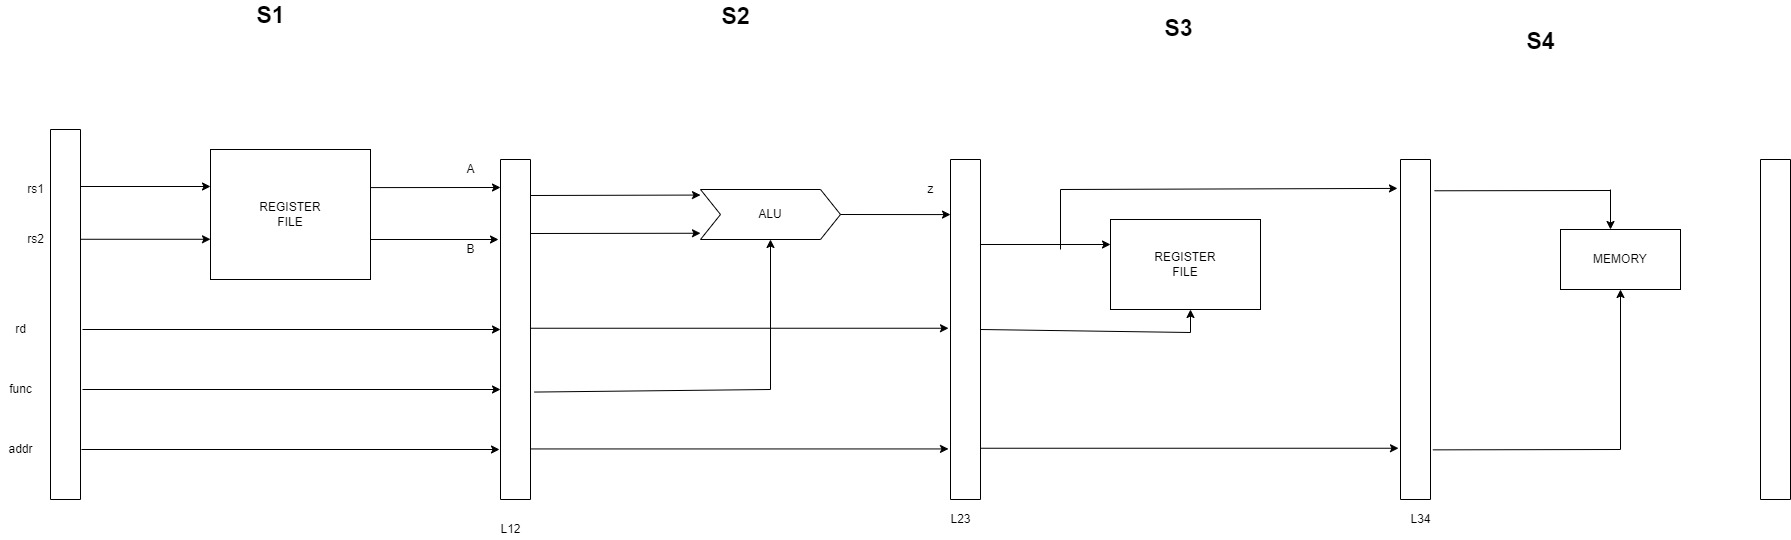 S1
S2
S3
S4
rs1
rs2
rd
func
addr
REGISTER
FILE
A
B
L12
ALU
z
L23
REGISTER
FILE
L34
MEMORY